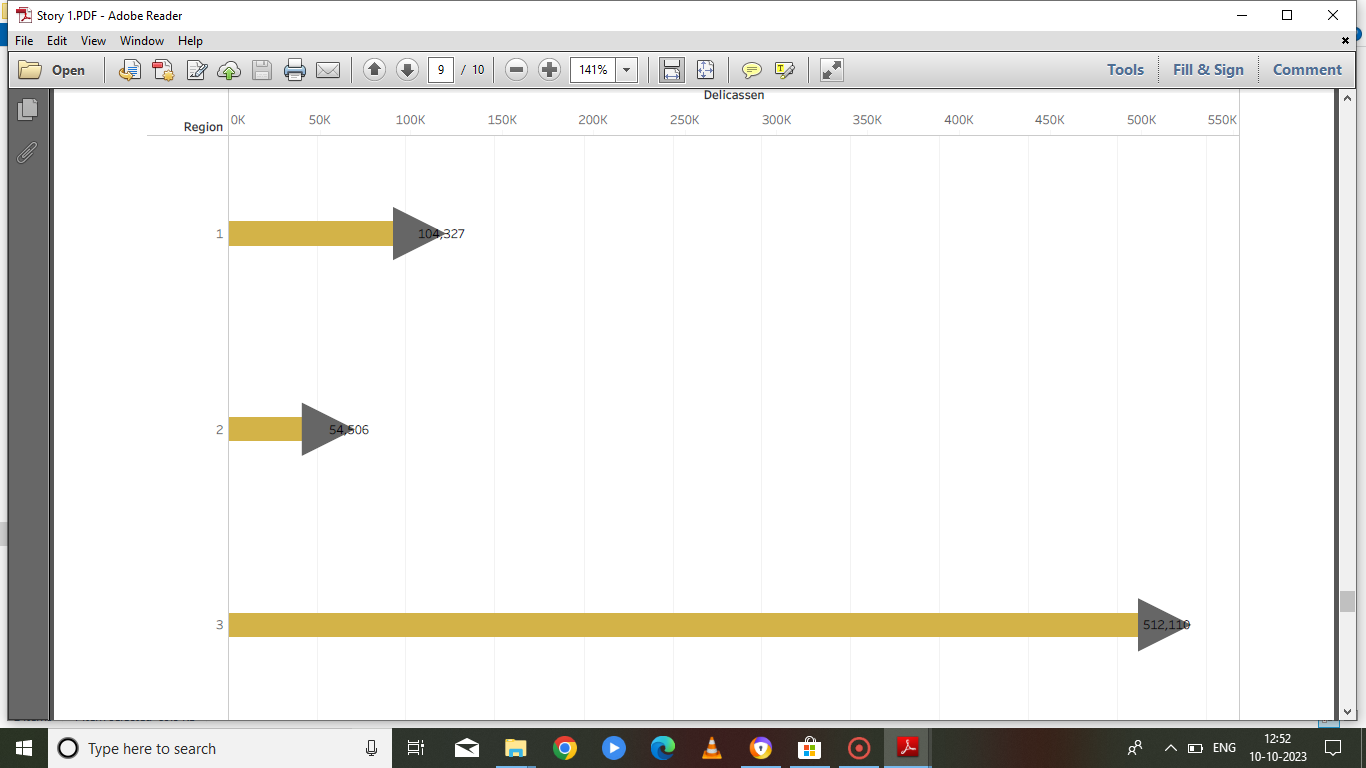 Story 1.PDF - Adobe Reader
File Edit View Window Help
Open 9 / 10 141% Tools Fill & Sign Comment
Delicassen
Region 0K 50K 100K 150K 200K 250K 300K 350K 400K 450K 500K 550K
1 104,327
2 54,506
3 512,110
Type here to search
ENG
12:52
10-10-2023